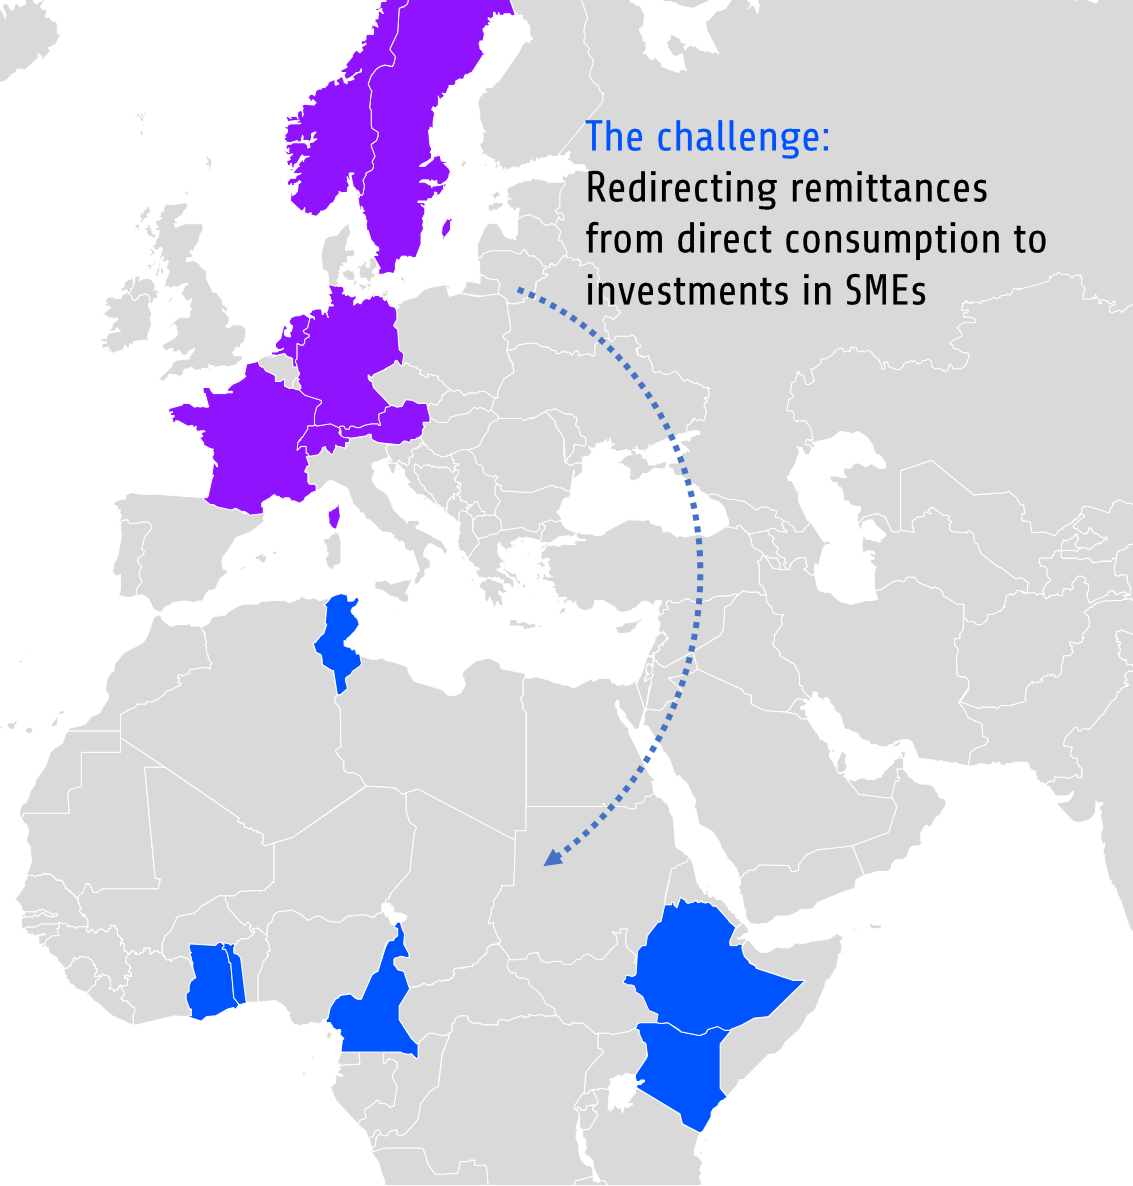 The challenge:
Redirecting remittances
from direct consumption to
investments in SMEs